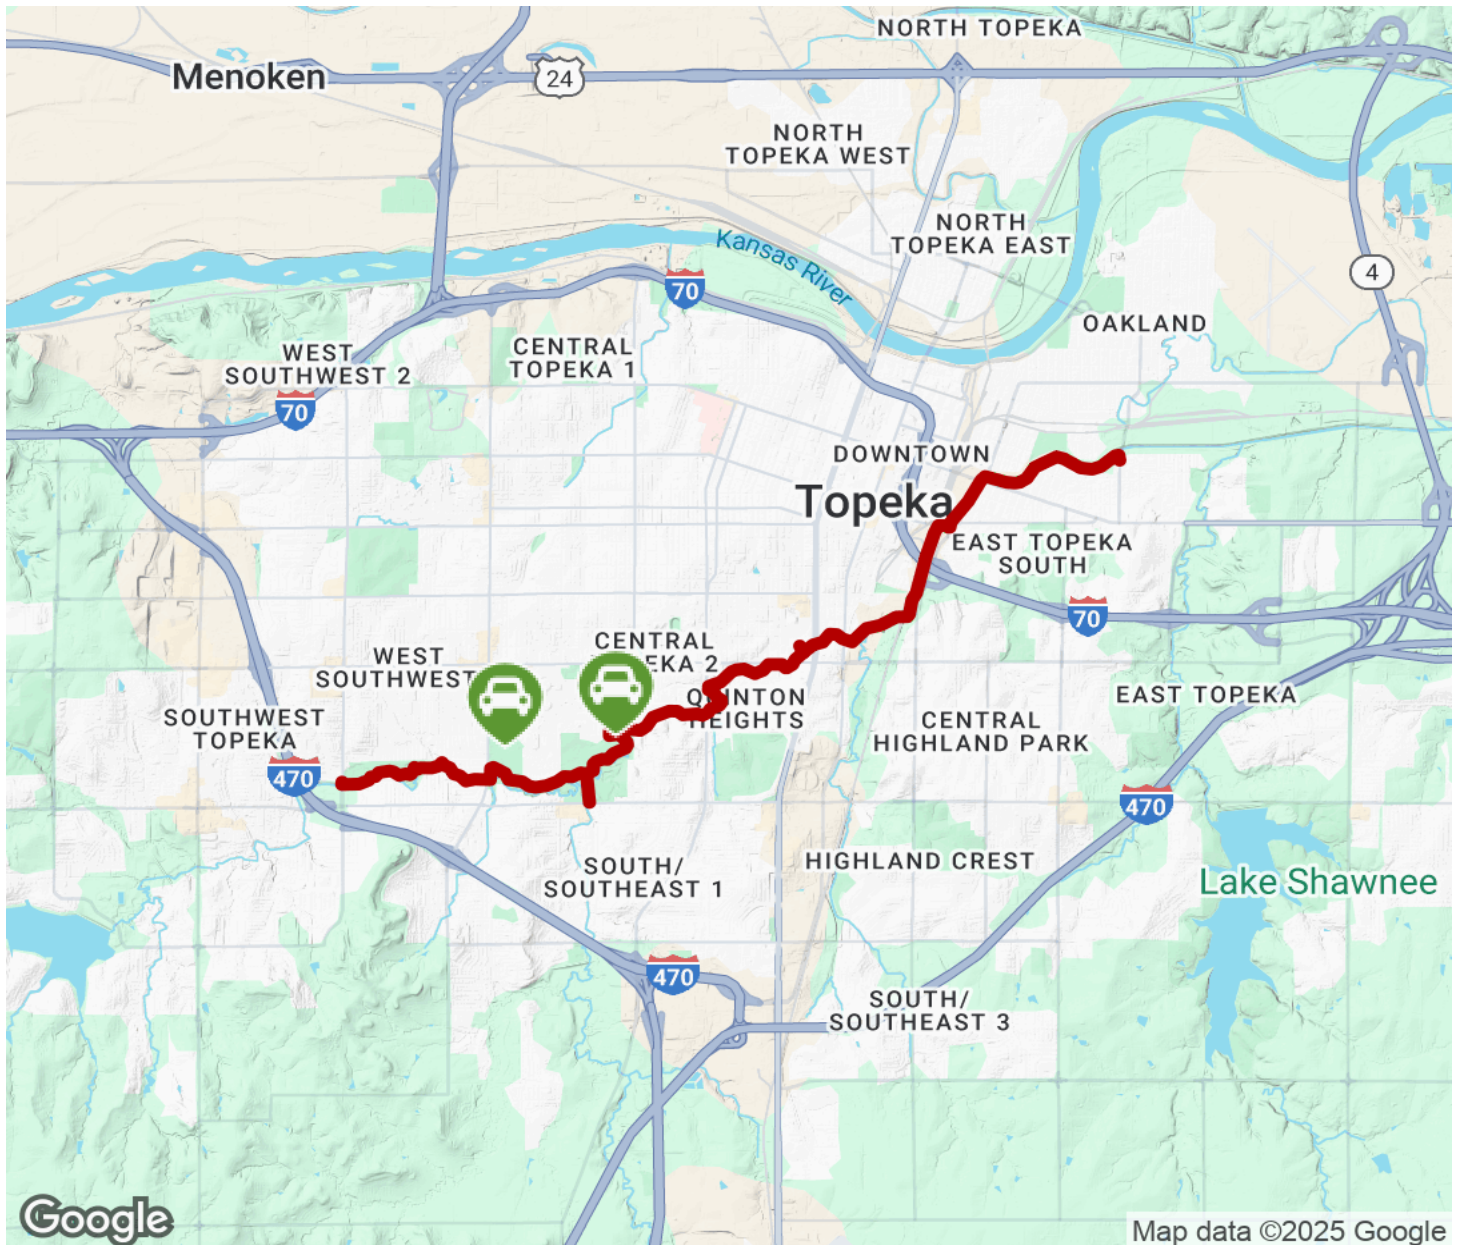 NORTH TOPEKA
Menoken
24
NORTH
TOPEKA WEST
NORTH
TOPEKA EAST
Kansas River
4
70
OAKLAND
WEST
SOUTHWEST 2
CENTRAL
TOPEKA 1
70
DOWNTOWN
Topeka
EAST TOPEKA
SOUTH
70
CENTRAL
EKA 2
WEST
SOUTHWEST
QUINTON
HEIGHTS
EAST TOPEKA
SOUTHWEST
TOPEKA
CENTRAL
HIGHLAND PARK
470
470
SOUTH/
SOUTHEAST 1
HIGHLAND CREST
Lake Shawnee
470
SOUTH/
SOUTHEAST 3
Google
Map data ©2025 Google